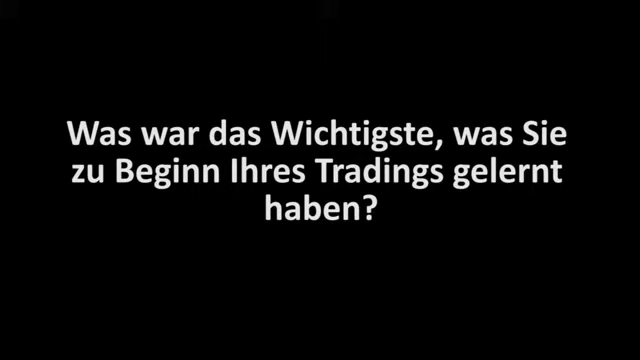 Was war das Wichtigste, was Sie
zu Beginn Ihres Tradings gelernt
haben?